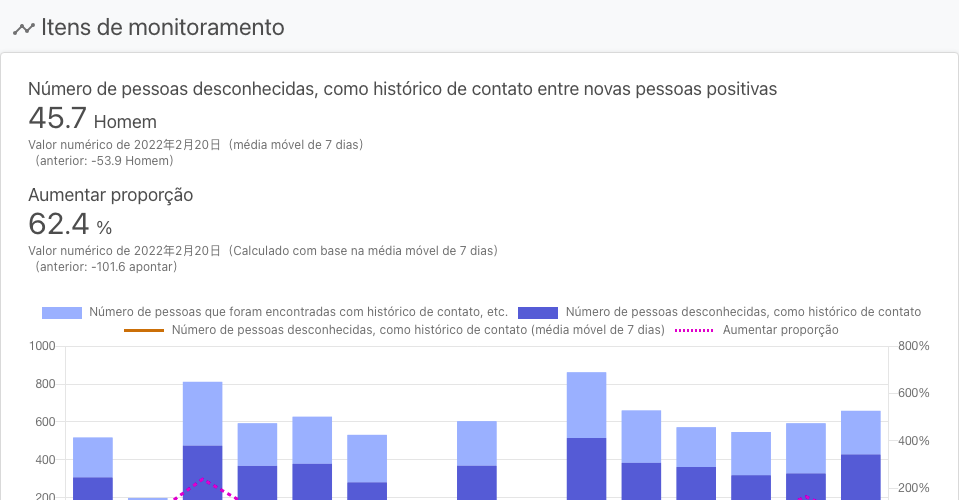 Itens de monitoramento
Número de pessoas desconhecidas, como histórico de contato entre novas pessoas positivas
45.7 Homem
Valor numérico de 2022年2月20日 (média móvel de 7 dias)
(anterior: -53.9 Homem)
Aumentar proporção
62.4 %
Valor numérico de 2022年2月20日 (Calculado com base na média móvel de 7 dias)
(anterior: -101.6 apontar)
Número de pessoas que foram encontradas com histórico de contato, etc. Número de pessoas desconhecidas, como histórico de contato
Número de pessoas desconhecidas, como histórico de contato (média móvel de 7 dias) Aumentar proporção
1000 800%
800
600%
600
400%
400
200%
200